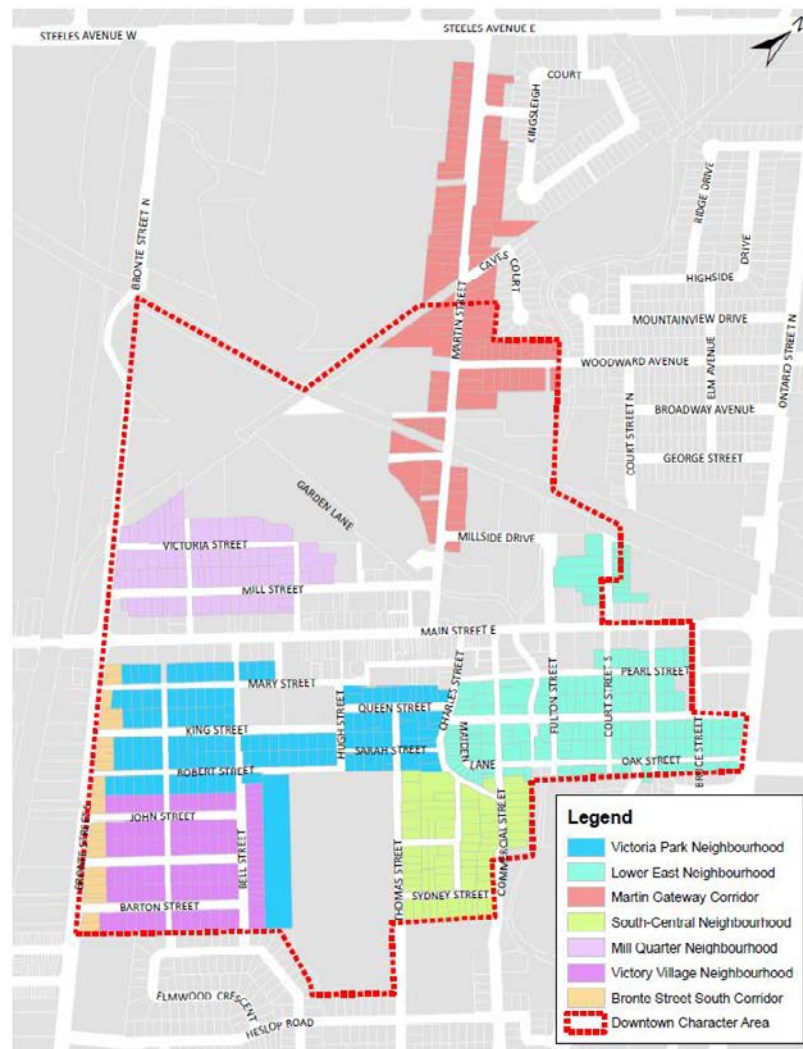 STEELES AVENUE W
STEELES AVENUE E
COURT
KINGSLEIGH
BRONTE STREET N
RIDGE DRIVE
DRIVE
CAVES
COURT
HIGHSIDE
MARTIN STREET
MOUNTAINVIEW DRIVE
WOODWARD AVENUE
ELM AVENUE
ONTARIO STREET N
BROADWAY AVENUE
COURT STREET N
GEORGE STREET
GARDEN LANE
MILLSIDE DRIVE
VICTORIA STREET
MILL STREET
MAIN STREET E
CHARLES STREET
MARY STREET
QUEEN STREET
PEARL STREET
FULTON STREET
COURT STREET S
HUGH STREET
KING STREET
SARAH STREET
MAIDEN
LANE
OAK STREET
BRUCE STREET
ROBERT STREET
JOHN STREET
BELL STREET
THOMAS STREET
COMMERCIAL STREET
SYDNEY STREET
BARTON STREET
ELMWOOD CRESCENT
HESLOP ROAD
Legend
Victoria Park Neighbourhood
Lower East Neighbourhood
Martin Gateway Corridor
South-Central Neighbourhood
Mill Quarter Neighbourhood
Victory Village Neighbourhood
Bronte Street South Corridor
Downtown Character Area